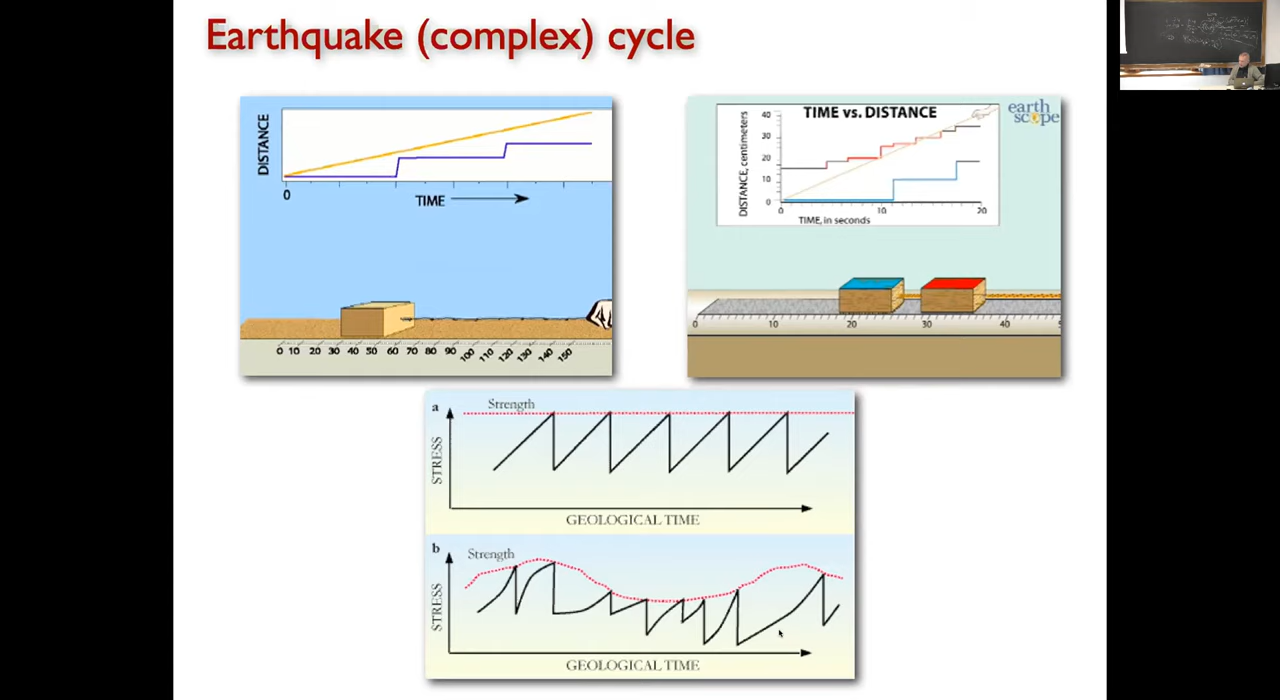 Earthquake (complex) cycle
DISTANCE
0
TIME
0 10 20 30 40 50 60 70 80 90 100 110 120 130 140 150
TIME vs. DISTANCE
earth
scope
DISTANCE, centimeters
40
30
20
10
0
0 10 20
TIME, in seconds
0 10 20 30 40
a
Strength
STRESS
GEOLOGICAL TIME
b
Strength
STRESS
GEOLOGICAL TIME